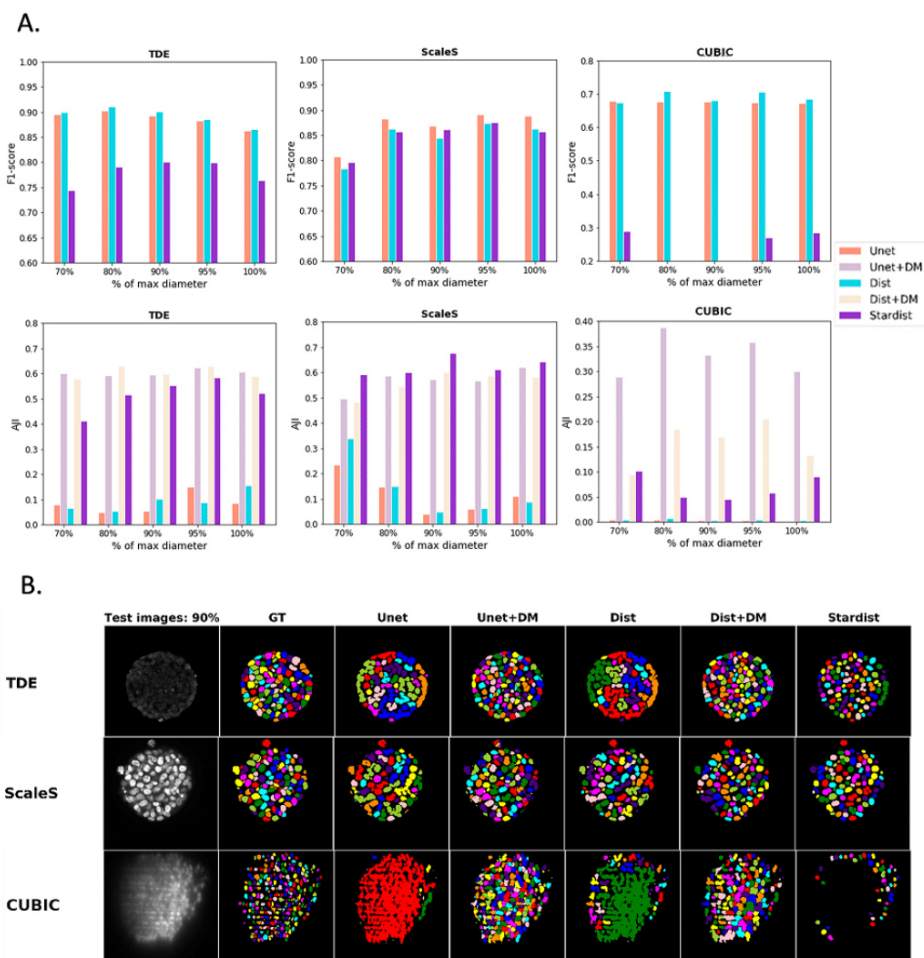 A.
TDE
ScaleS
CUBIC
1.00
0.95
0.90
0.85
0.80
0.75
0.70
0.65
0.60
F1-score
70% 80% 90% 95% 100%
% of max diameter
1.00
0.95
0.90
0.85
0.80
0.75
0.70
0.65
0.60
F1-score
70% 80% 90% 95% 100%
% of max diameter
0.8
0.7
0.6
0.5
0.4
0.3
0.2
F1-score
70% 80% 90% 95% 100%
% of max diameter
Unet
Unet+DM
Dist
Dist+DM
Stardist
TDE
ScaleS
CUBIC
0.8
0.7
0.6
0.5
0.4
0.3
0.2
0.1
0.0
AJI
70% 80% 90% 95% 100%
% of max diameter
0.8
0.7
0.6
0.5
0.4
0.3
0.2
0.1
0.0
AJI
70% 80% 90% 95% 100%
% of max diameter
0.40
0.35
0.30
0.25
0.20
0.15
0.10
0.05
0.00
AJI
70% 80% 90% 95% 100%
% of max diameter
B.
Test images: 90% GT Unet Unet+DM Dist Dist+DM Stardist
TDE
ScaleS
CUBIC